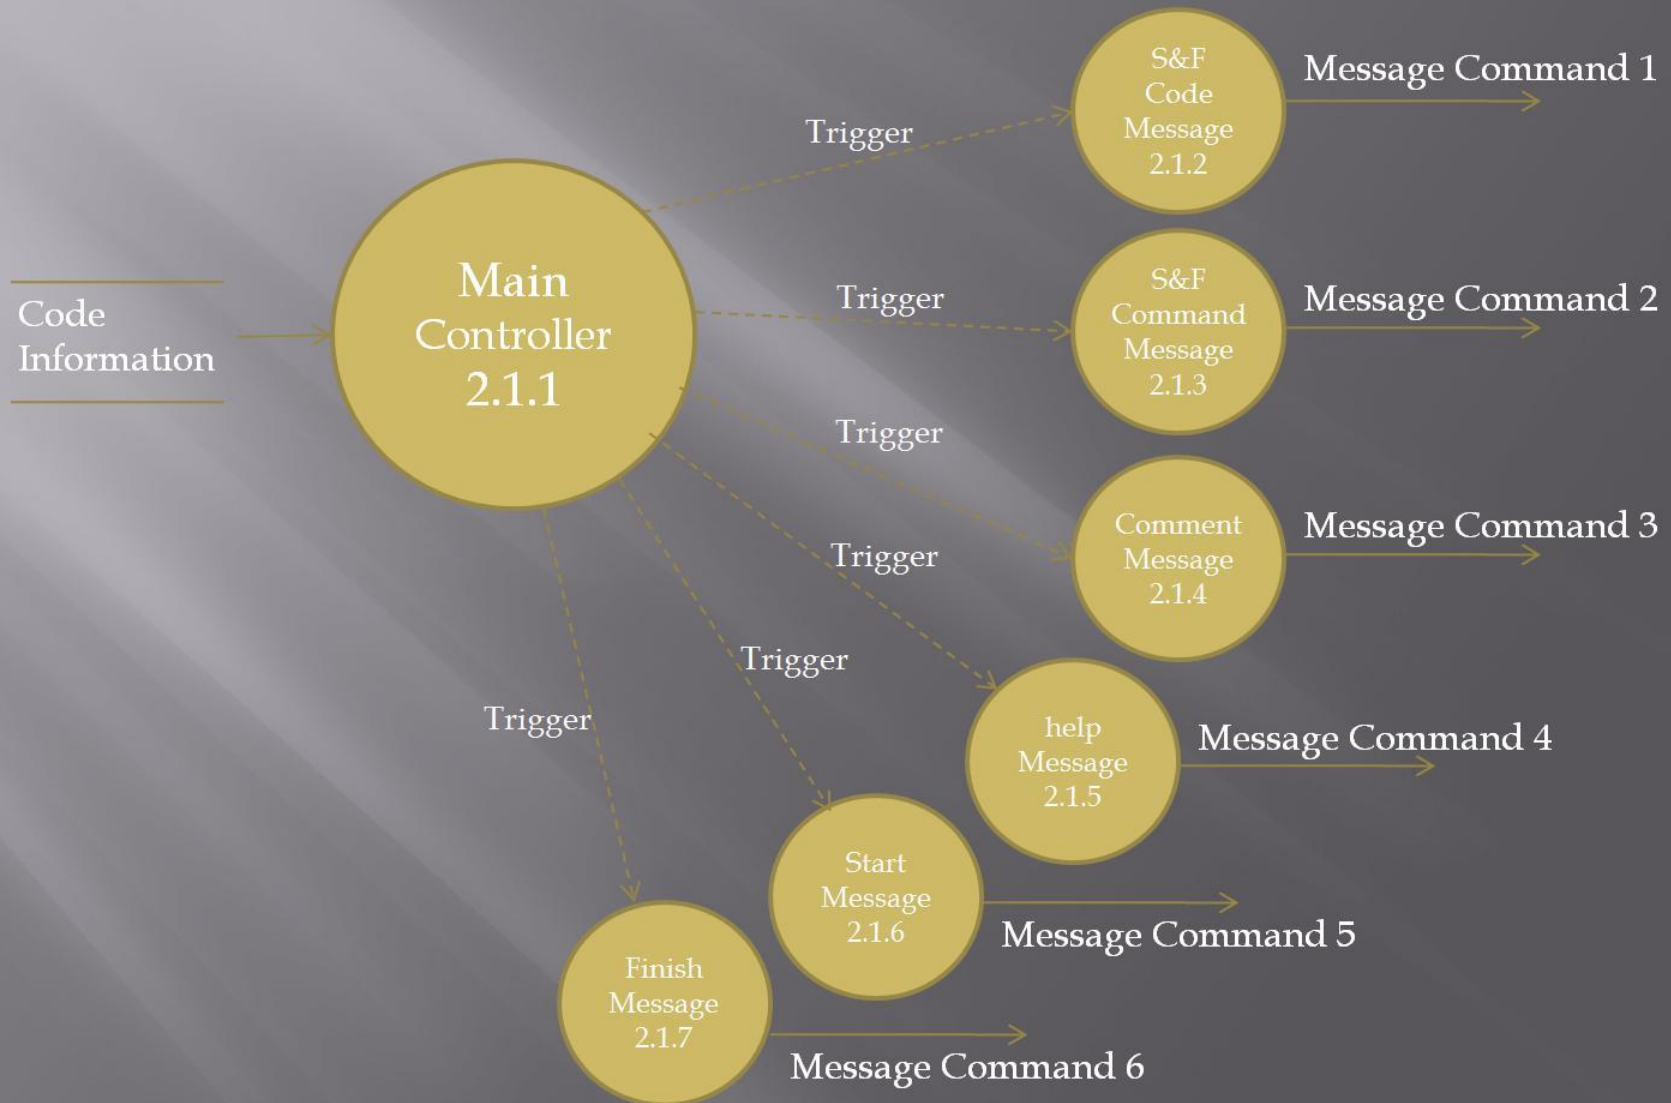 Code
Information
Main
Controller
2.1.1
Trigger
S&F
Code
Message
2.1.2
Message Command 1
Trigger
S&F
Command
Message
2.1.3
Message Command 2
Trigger
Comment
Message
2.1.4
Message Command 3
Trigger
help
Message
2.1.5
Message Command 4
Trigger
Start
Message
2.1.6
Message Command 5
Trigger
Finish
Message
2.1.7
Message Command 6